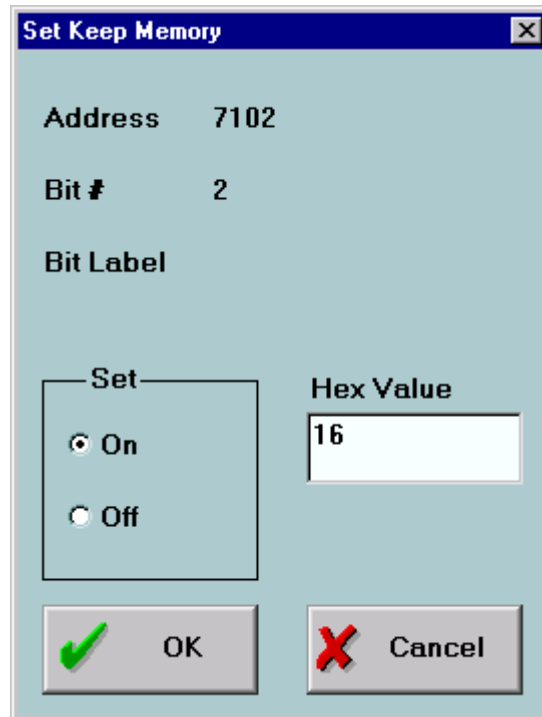 Set Keep Memory
Address 7102
Bit # 2
Bit Label
Set
On
Off
Hex Value
16
OK
Cancel